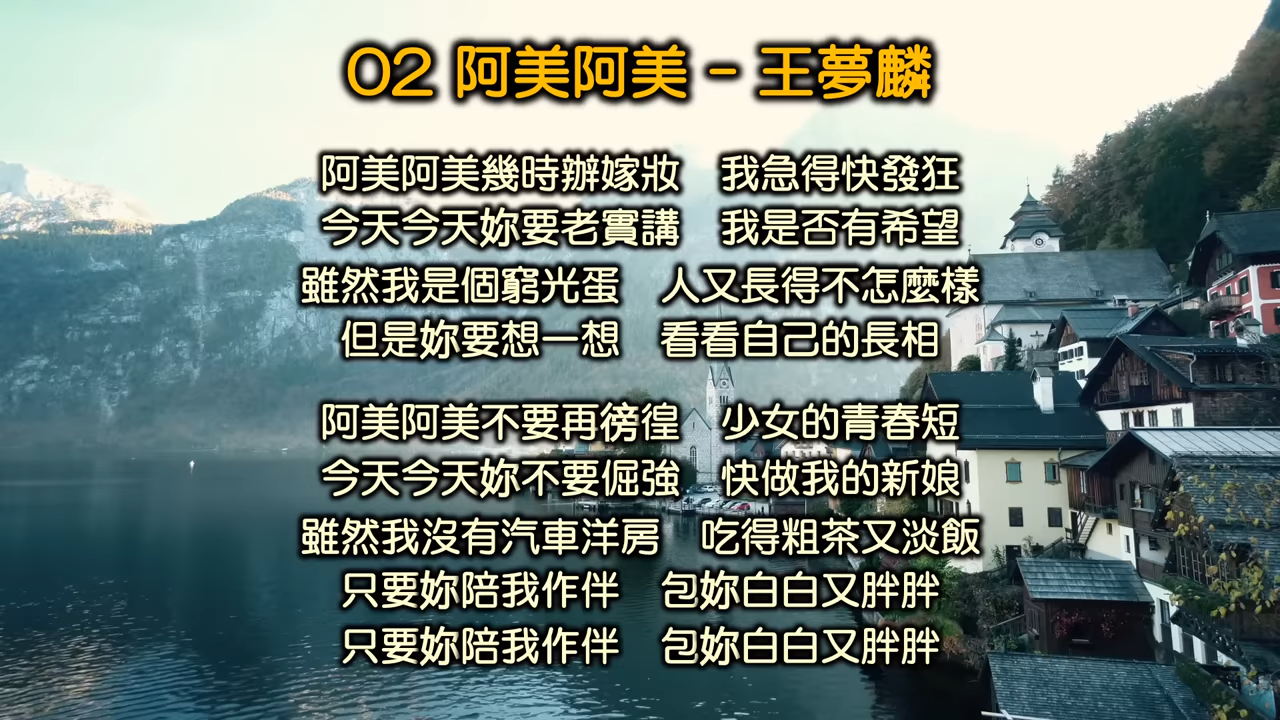 02 阿美阿美 - 王夢麟
阿美阿美幾時辦嫁妝　我急得快發狂
今天今天妳要老實講　我是否有希望
雖然我是個窮光蛋　人又長得不怎麼樣
但是妳要想一想　看看自己的長相
阿美阿美不要再徬徨　少女的青春短
今天今天妳不要倔強　快做我的新娘
雖然我沒有汽車洋房　吃得粗茶又淡飯
只要妳陪我作伴　包妳白白又胖胖
只要妳陪我作伴　包妳白白又胖胖